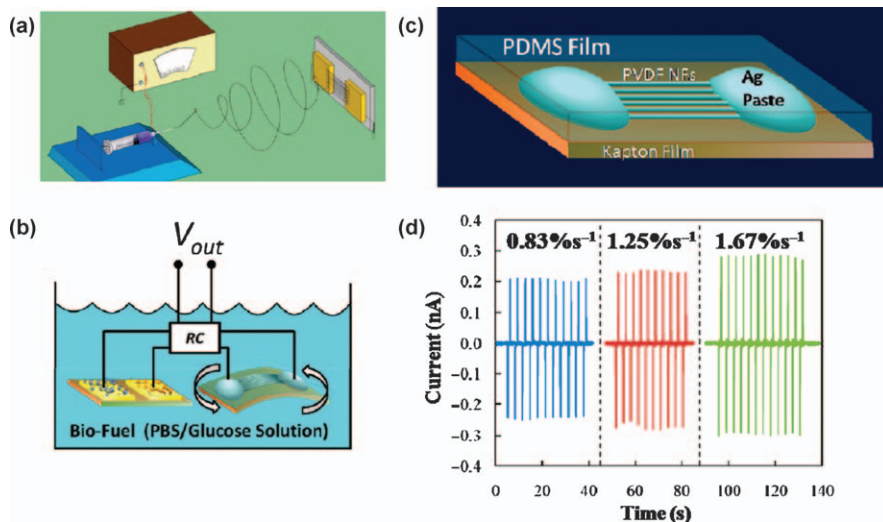 (a)
(c)
PDMS Film
PVDF NFs
Ag
Paste
Kapton Film
(b)
V_out
RC
Bio-Fuel (PBS/Glucose Solution)
(d)
0.83%s⁻¹ 1.25%s⁻¹ 1.67%s⁻¹
0.4
0.3
0.2
0.1
0.0
−0.1
−0.2
−0.3
−0.4
Current (nA)
0 20 40 60 80 100 120 140
Time (s)